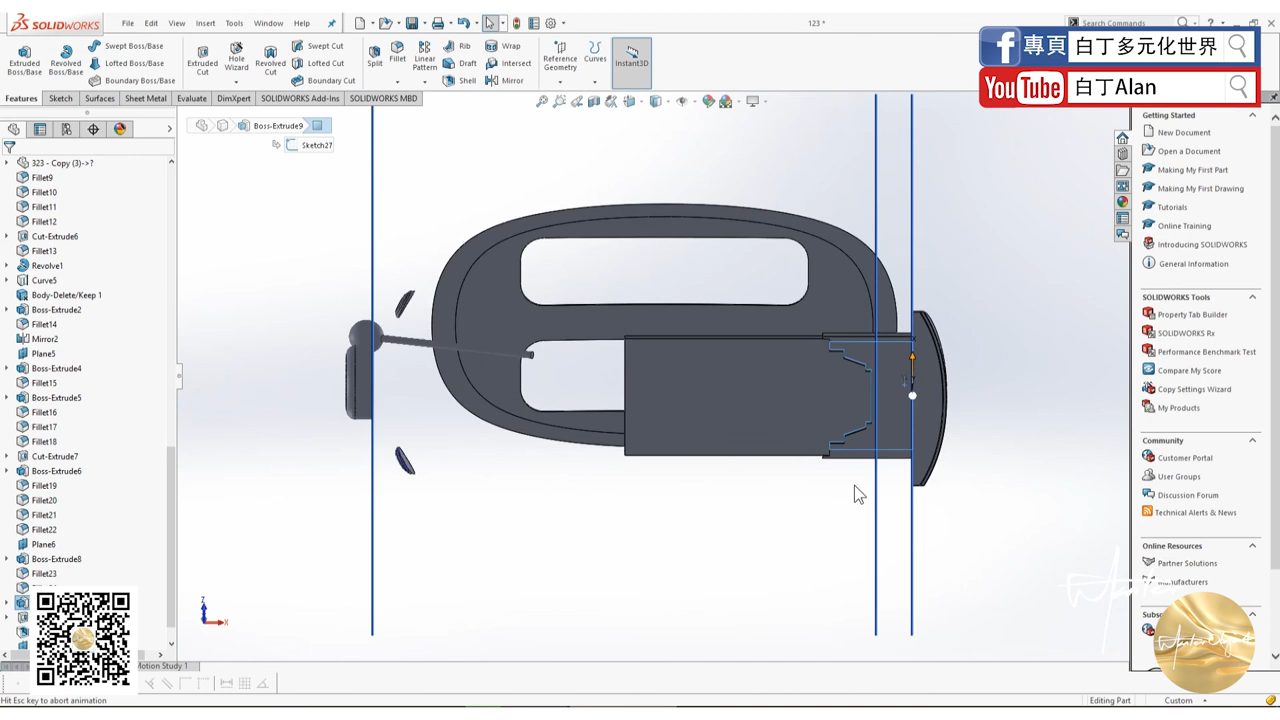 SOLIDWORKS
File Edit View Insert Tools Window Help
123 *
Search Commands
Extruded Boss/Base
Revolved Boss/Base
Swept Boss/Base
Lofted Boss/Base
Boundary Boss/Base
Extruded Cut
Hole Wizard
Revolved Cut
Swept Cut
Lofted Cut
Boundary Cut
Split
Fillet
Linear Pattern
Rib
Draft
Shell
Wrap
Intersect
Mirror
Reference Geometry
Curves
Instant3D
專頁 白丁多元化世界
YouTube 白丁Alan
Features Sketch Surfaces Sheet Metal Evaluate DimXpert SOLIDWORKS Add-Ins SOLIDWORKS MBD
Boss-Extrude9
Sketch27
323 - Copy (3)->?
Fillet9
Fillet10
Fillet11
Fillet12
Cut-Extrude6
Fillet13
Revolve1
Curve5
Body-Delete/Keep 1
Boss-Extrude2
Fillet14
Mirror2
Plane5
Boss-Extrude4
Fillet15
Boss-Extrude5
Fillet16
Fillet17
Fillet18
Cut-Extrude7
Boss-Extrude6
Fillet19
Fillet20
Fillet21
Fillet22
Plane6
Boss-Extrude8
Fillet23
Z
X
Getting Started
New Document
Open a Document
Making My First Part
Making My First Drawing
Tutorials
Online Training
Introducing SOLIDWORKS
General Information
SOLIDWORKS Tools
Property Tab Builder
SOLIDWORKS Rx
Performance Benchmark Test
Compare My Score
Copy Settings Wizard
My Products
Community
Customer Portal
User Groups
Discussion Forum
Technical Alerts & News
Online Resources
Partner Solutions
Manufacturers
Motion Study 1
Hit Esc key to abort animation
Editing Part
Custom